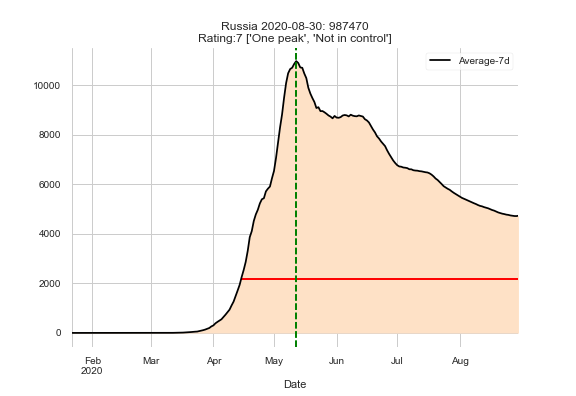 Russia 2020-08-30: 987470
Rating:7 ['One peak', 'Not in control']
Average-7d
10000
8000
6000
4000
2000
0
Feb Mar Apr May Jun Jul Aug
2020
Date